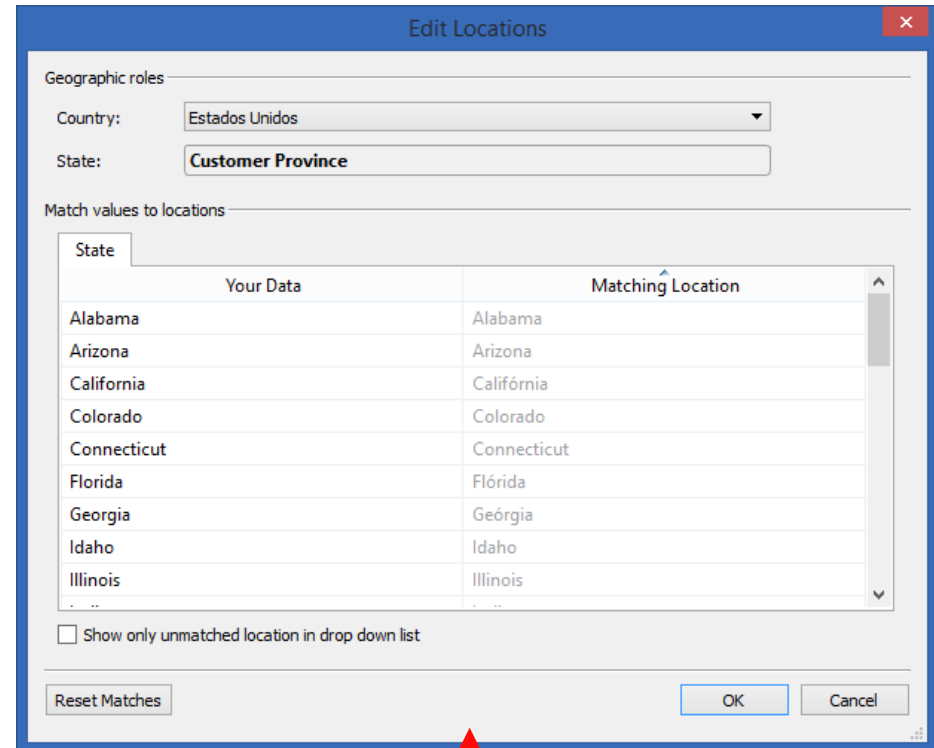 Edit Locations
Geographic roles
Country: Estados Unidos
State: Customer Province
Match values to locations
State
Your Data Matching Location
Alabama Alabama
Arizona Arizona
California Califórnia
Colorado Colorado
Connecticut Connecticut
Florida Flórida
Georgia Geórgia
Idaho Idaho
Illinois Illinois
Show only unmatched location in drop down list
Reset Matches OK Cancel